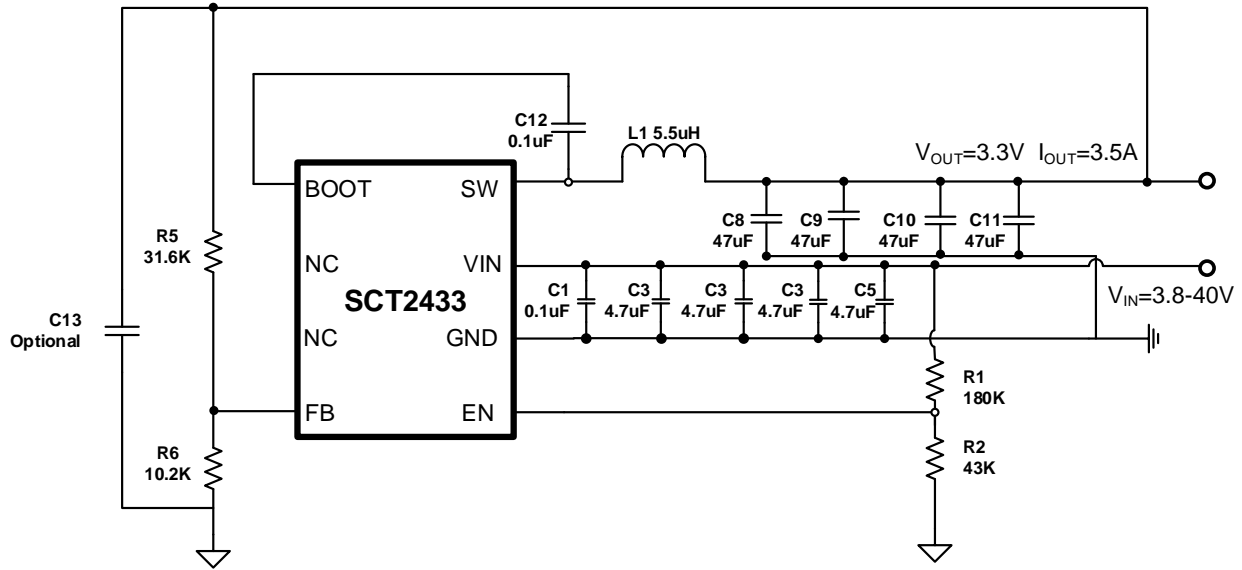 C12
0.1uF
L1 5.5uH
V_OUT=3.3V I_OUT=3.5A
BOOT
SW
C8
47uF
C9
47uF
C10
47uF
C11
47uF
R5
31.6K
NC
VIN
SCT2433
C1
0.1uF
C3
4.7uF
C3
4.7uF
C3
4.7uF
C5
4.7uF
V_IN=3.8-40V
C13
Optional
NC
GND
R1
180K
FB
EN
R6
10.2K
R2
43K